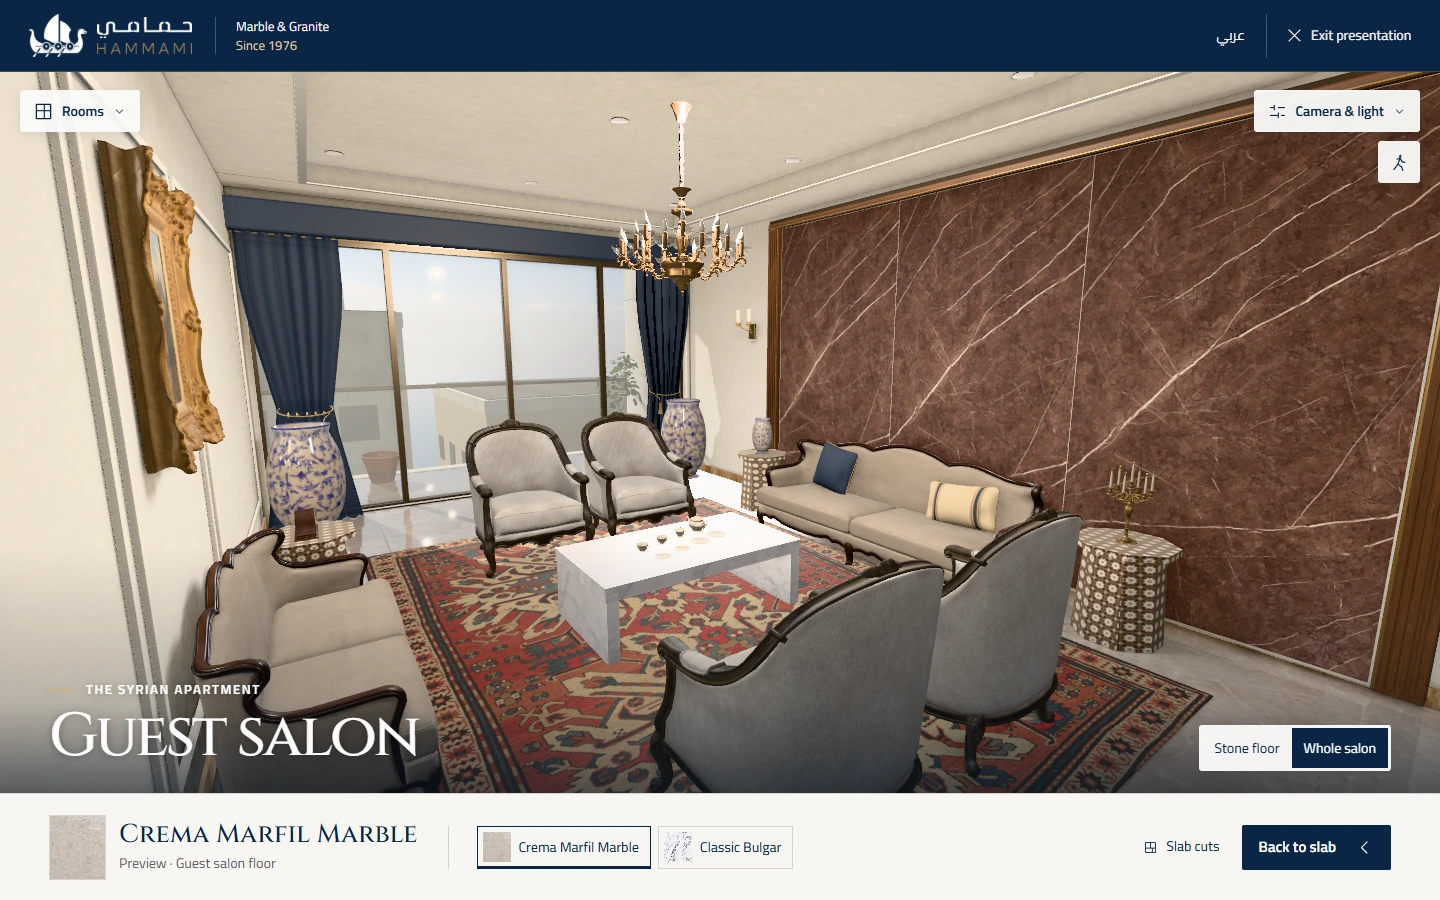 حمامي
HAMMAMI
Marble & Granite
Since 1976
عربي
Exit presentation
Rooms
Camera & light
THE SYRIAN APARTMENT
GUEST SALON
Stone floor
Whole salon
CREMA MARFIL MARBLE
Preview · Guest salon floor
Crema Marfil Marble
Classic Bulgar
Slab cuts
Back to slab